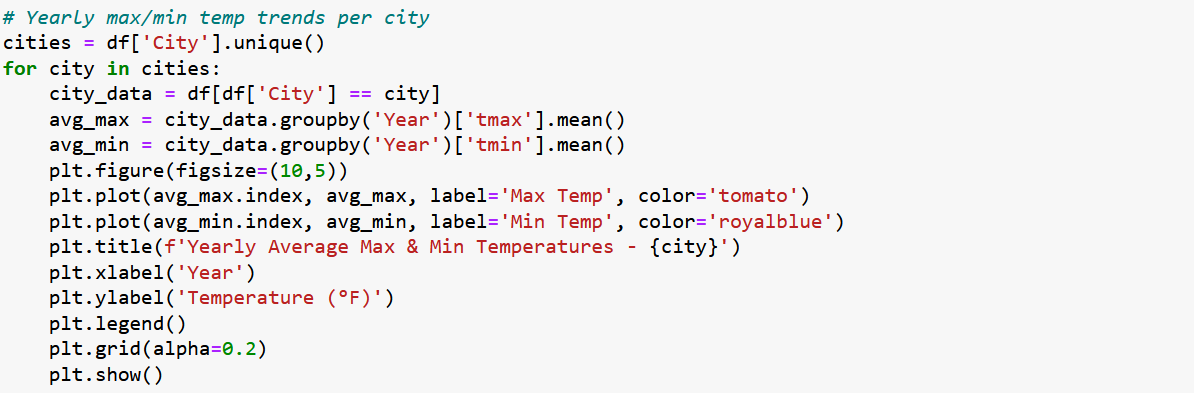 # Yearly max/min temp trends per city
cities = df['City'].unique()
for city in cities:
    city_data = df[df['City'] == city]
    avg_max = city_data.groupby('Year')['tmax'].mean()
    avg_min = city_data.groupby('Year')['tmin'].mean()
    plt.figure(figsize=(10,5))
    plt.plot(avg_max.index, avg_max, label='Max Temp', color='tomato')
    plt.plot(avg_min.index, avg_min, label='Min Temp', color='royalblue')
    plt.title(f'Yearly Average Max & Min Temperatures - {city}')
    plt.xlabel('Year')
    plt.ylabel('Temperature (°F)')
    plt.legend()
    plt.grid(alpha=0.2)
    plt.show()